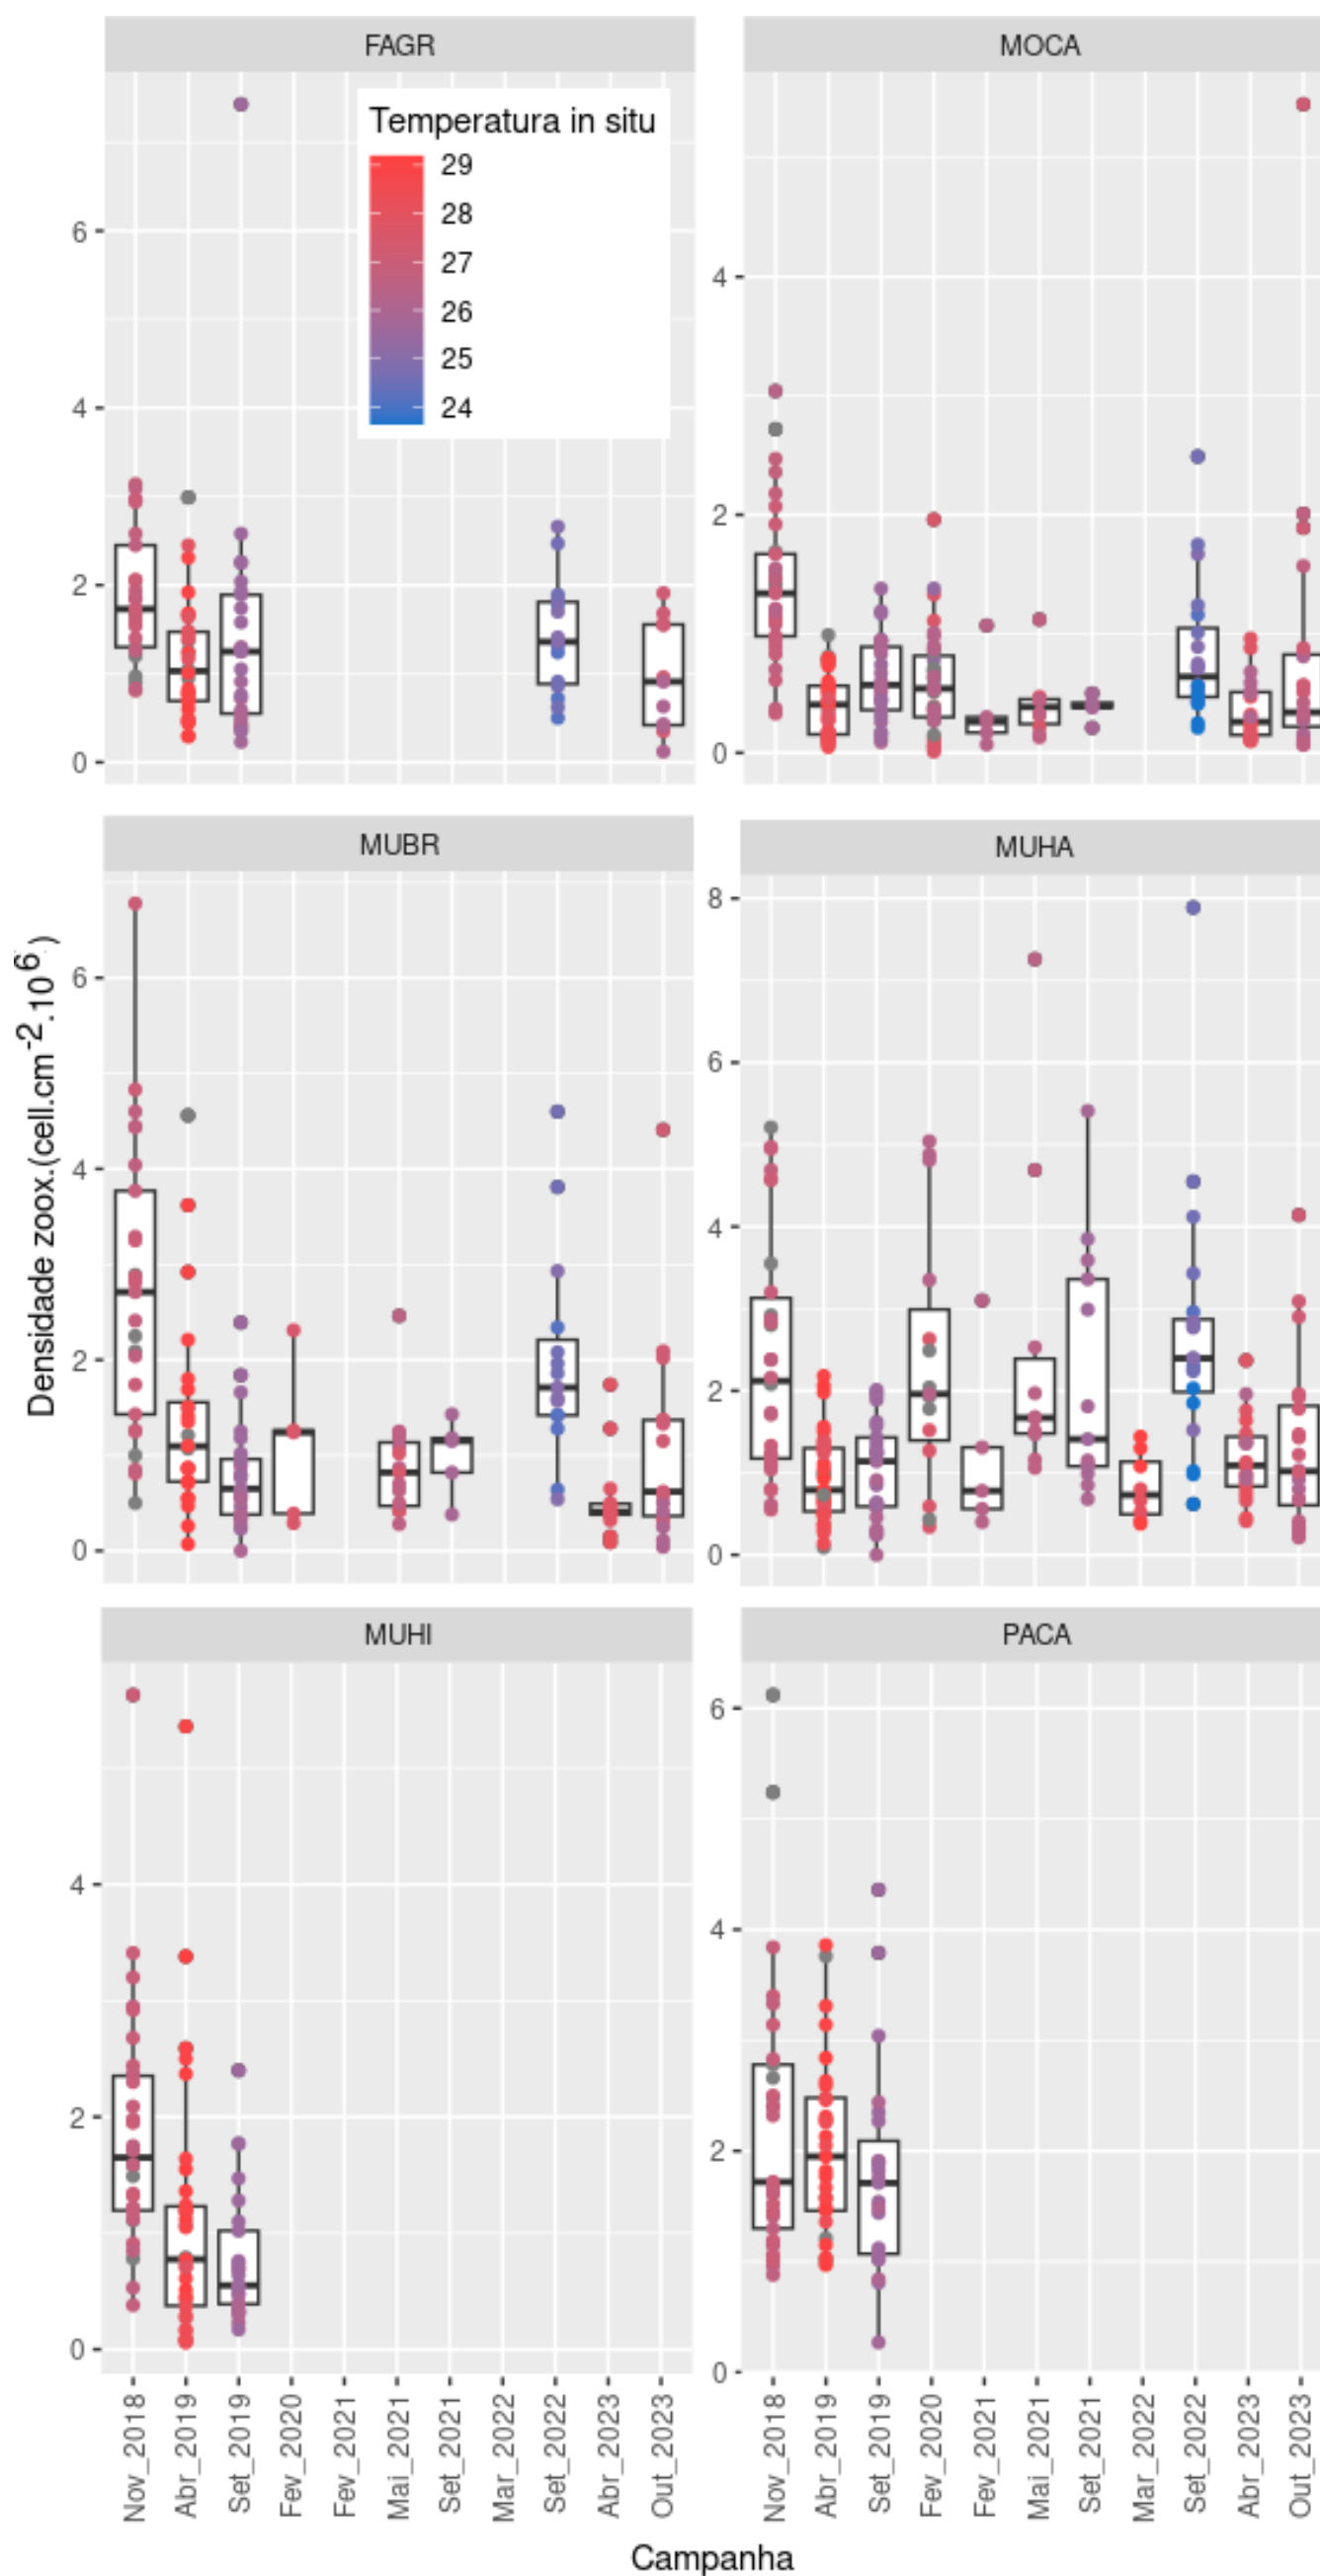 FAGR
MOCA
Temperatura in situ
29
28
27
26
25
24
6
4
2
0
4
2
0
MUBR
MUHA
Densidade zoox.(cell.cm-2.106)
6
4
2
0
8
6
4
2
0
MUHI
PACA
4
2
0
6
4
2
0
Nov_2018
Abr_2019
Set_2019
Fev_2020
Fev_2021
Mai_2021
Set_2021
Mar_2022
Set_2022
Abr_2023
Out_2023
Nov_2018
Abr_2019
Set_2019
Fev_2020
Fev_2021
Mai_2021
Set_2021
Mar_2022
Set_2022
Abr_2023
Out_2023
Campanha